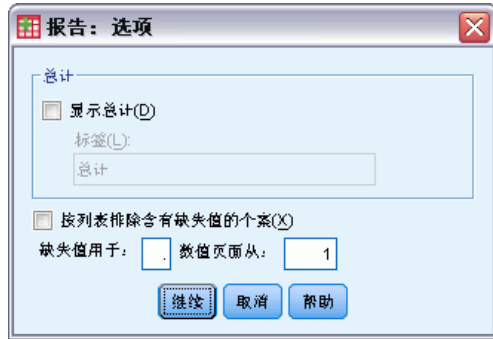 报告：选项
总计
显示总计(D)
标签(L):
总计
按列表排除含有缺失值的个案(X)
缺失值用于： . 数值页面从： 1
继续 取消 帮助